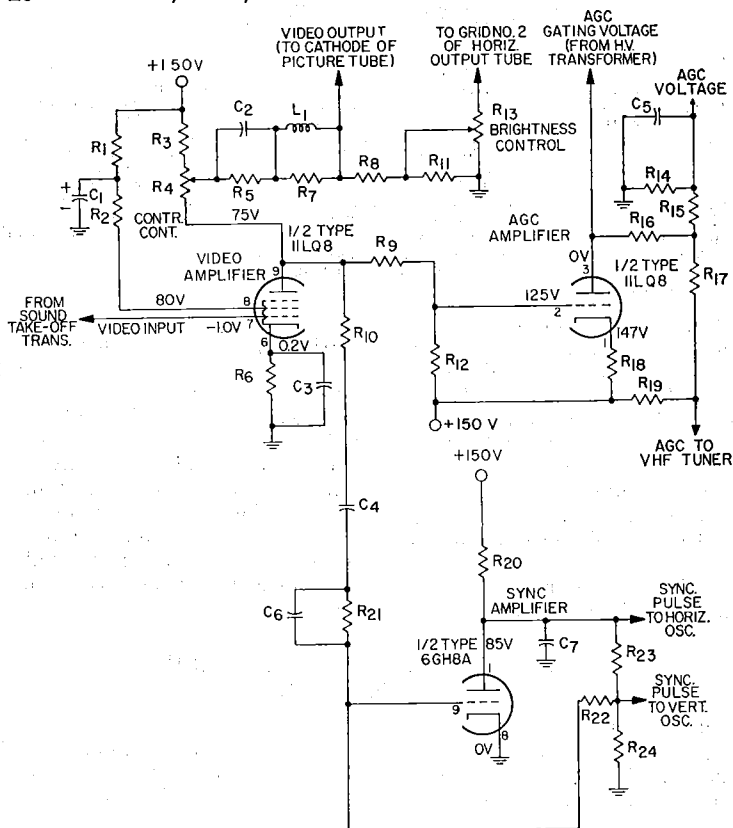 VIDEO OUTPUT
(TO CATHODE OF
PICTURE TUBE)
TO GRID NO. 2
OF HORIZ.
OUTPUT TUBE
AGC
GATING VOLTAGE
(FROM H.V.
TRANSFORMER)
AGC
VOLTAGE
+150V
C2
L1
R13
BRIGHTNESS
CONTROL
C5
R1
R3
R14
C1
+
-
R4
R5
R7
R8
R11
R15
R2
CONTR.
CONT.
75V
1/2 TYPE
11LQ8
AGC
AMPLIFIER
R16
VIDEO
AMPLIFIER
9
R9
0V
3
1/2 TYPE
11LQ8
R17
FROM
SOUND
TAKE-OFF
TRANS.
80V
8
VIDEO INPUT
-1.0V
7
125V
2
147V
1
6
0.2V
R10
R12
R18
R6
C3
R19
+150 V
AGC TO
VHF TUNER
+150V
C4
R20
C6
R21
SYNC
AMPLIFIER
SYNC.
PULSE
TO HORIZ.
OSC.
1/2 TYPE
6GH8A
85V
1
C7
R23
9
R22
SYNC.
PULSE
TO VERT.
OSC.
8
0V
R24